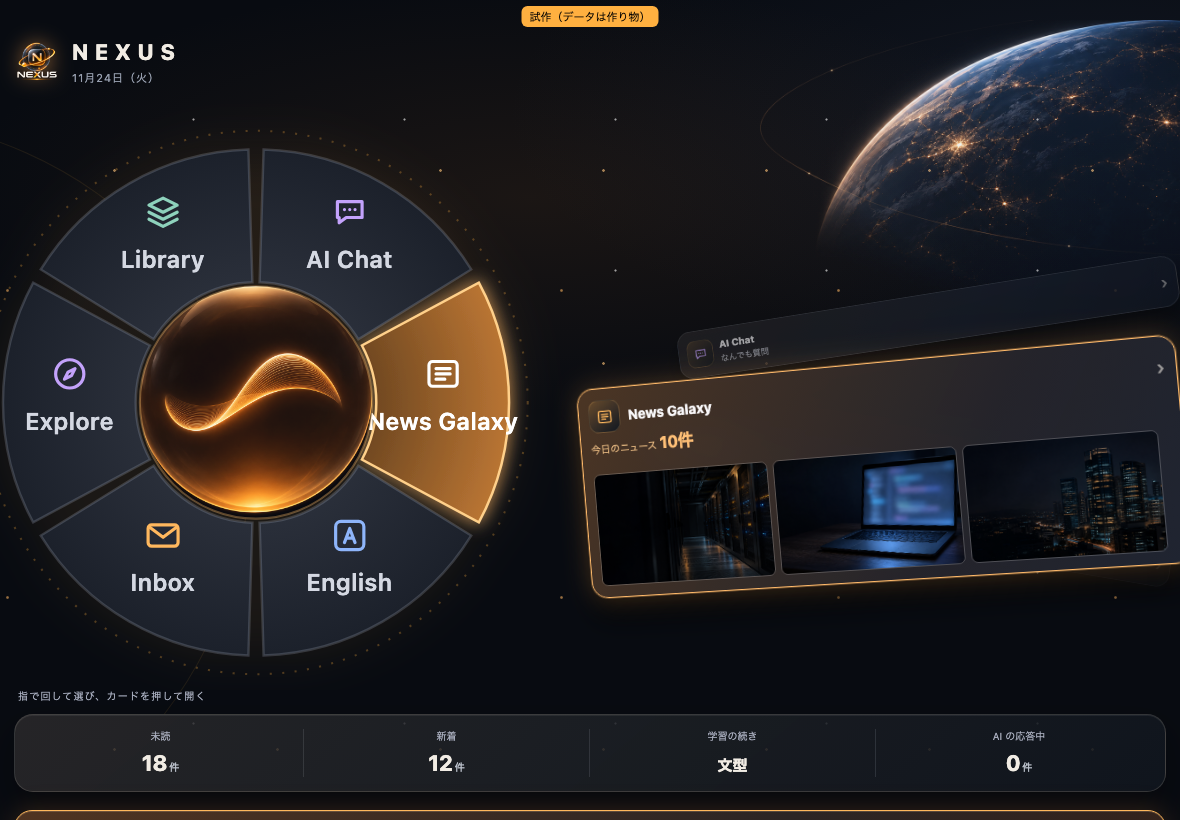 試作（データは作り物）
NEXUS
NEXUS
11月24日（火）
Library
AI Chat
Explore
News Galaxy
Inbox
English
AI Chat
なんでも質問
News Galaxy
今日のニュース 10件
指で回して選び、カードを押して開く
未読
18件
新着
12件
学習の続き
文型
AI の応答中
0件